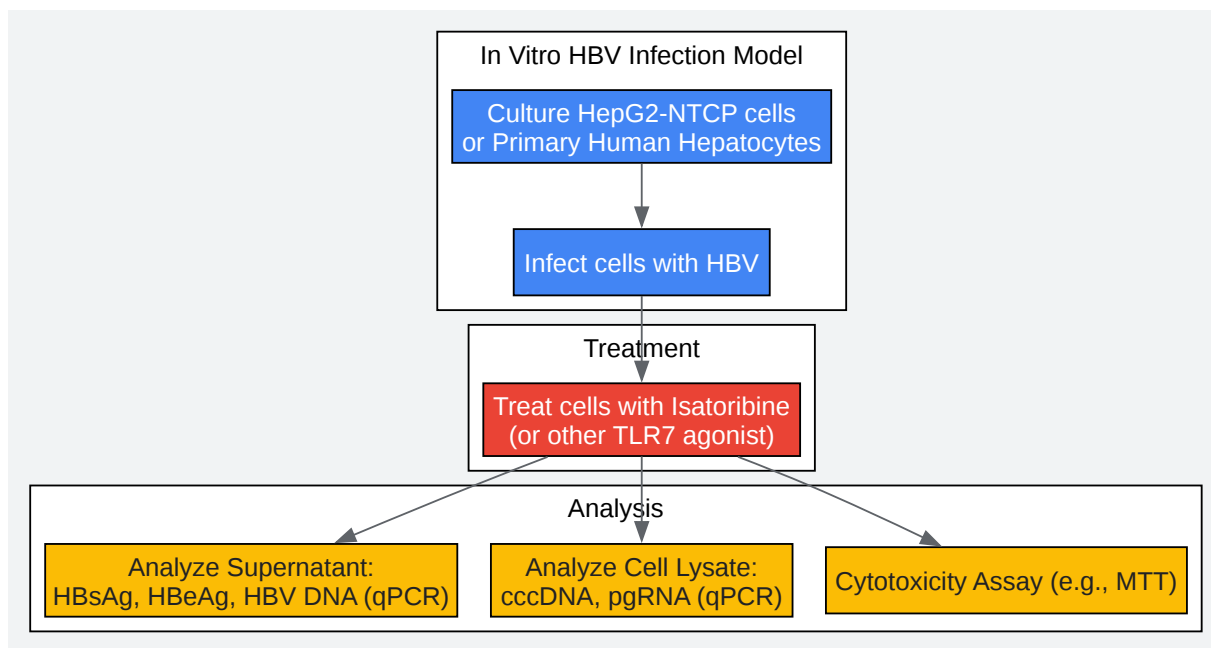 In Vitro HBV Infection Model
Culture HepG2-NTCP cells
or Primary Human Hepatocytes
Infect cells with HBV
Treatment
Treat cells with Isatoribine
(or other TLR7 agonist)
Analysis
Analyze Supernatant:
HBsAg, HBeAg, HBV DNA (qPCR)
Analyze Cell Lysate:
cccDNA, pgRNA (qPCR)
Cytotoxicity Assay (e.g., MTT)